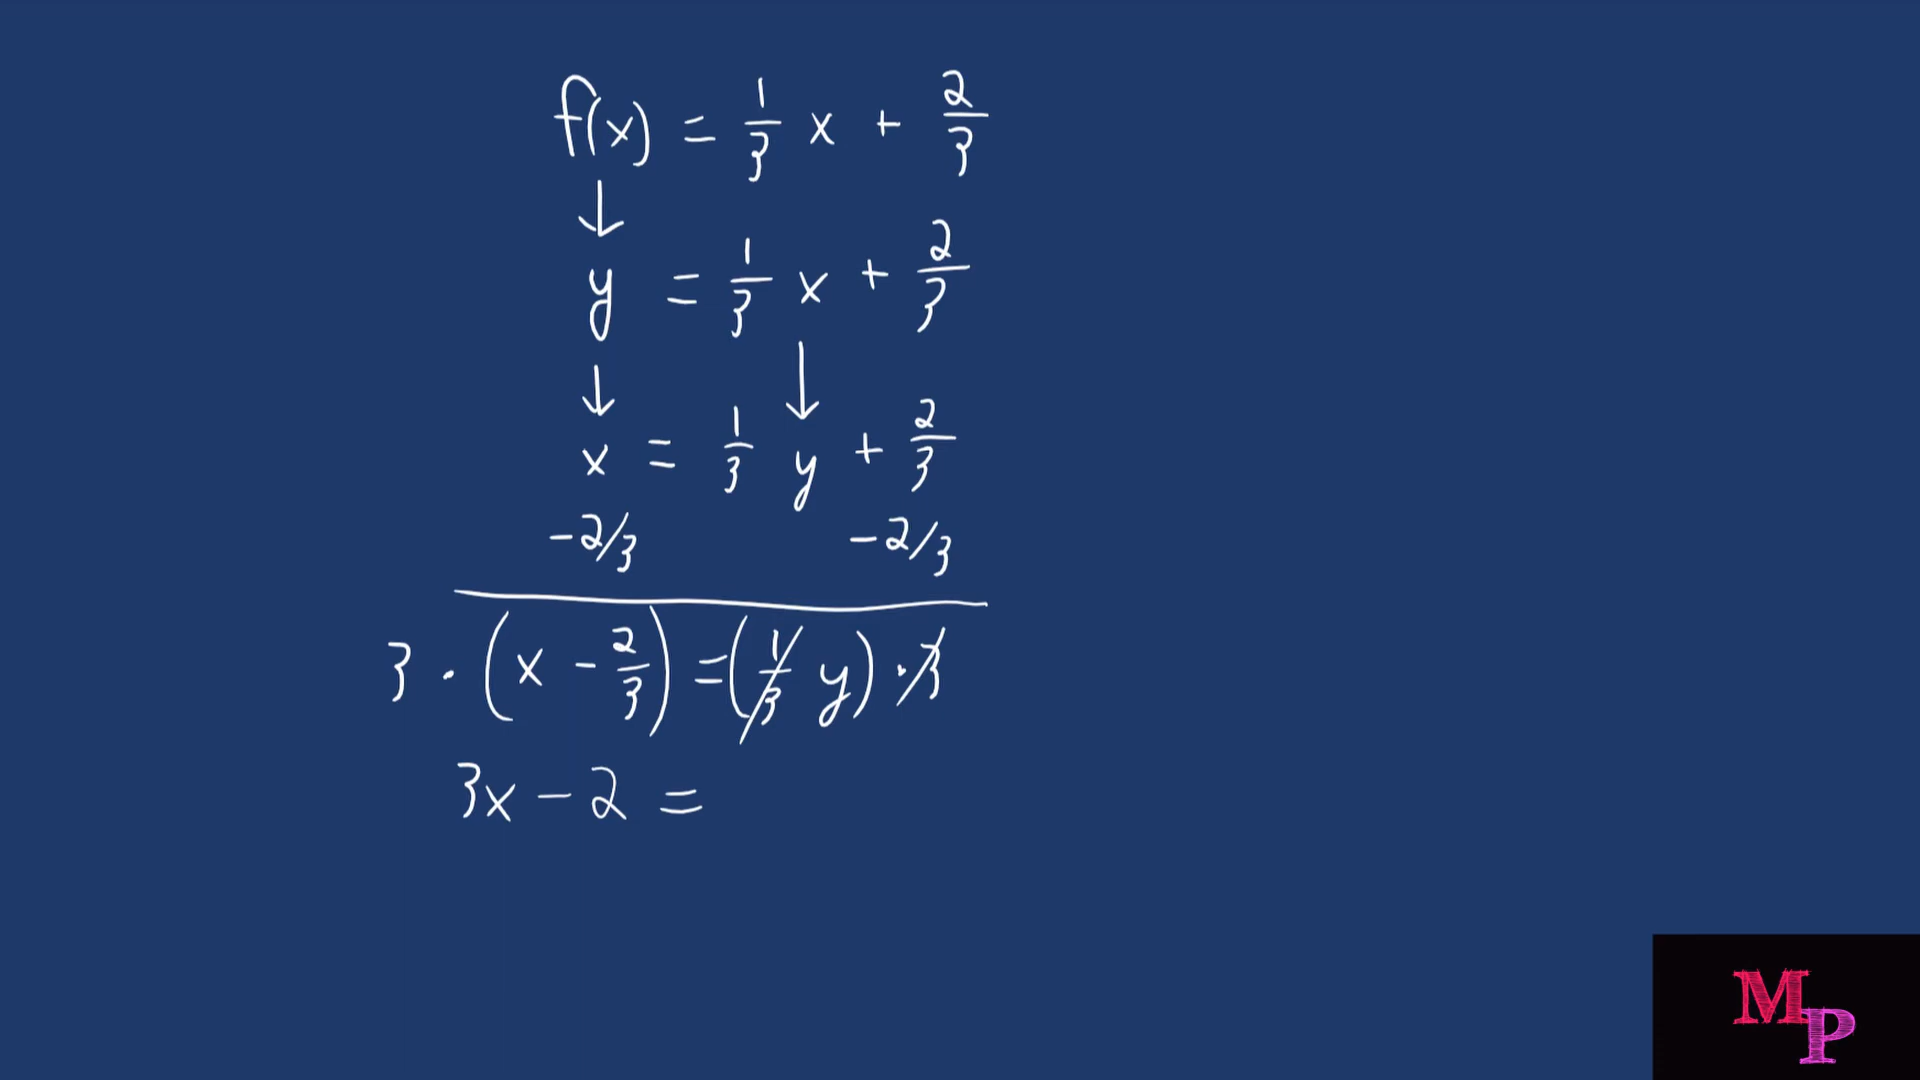 f(x) = 1/3 x + 2/3
↓
y = 1/3 x + 2/3
↓ ↓
x = 1/3 y + 2/3
-2/3 -2/3
3 · (x - 2/3) = (1/3 y) · 3
3x - 2 =
MP